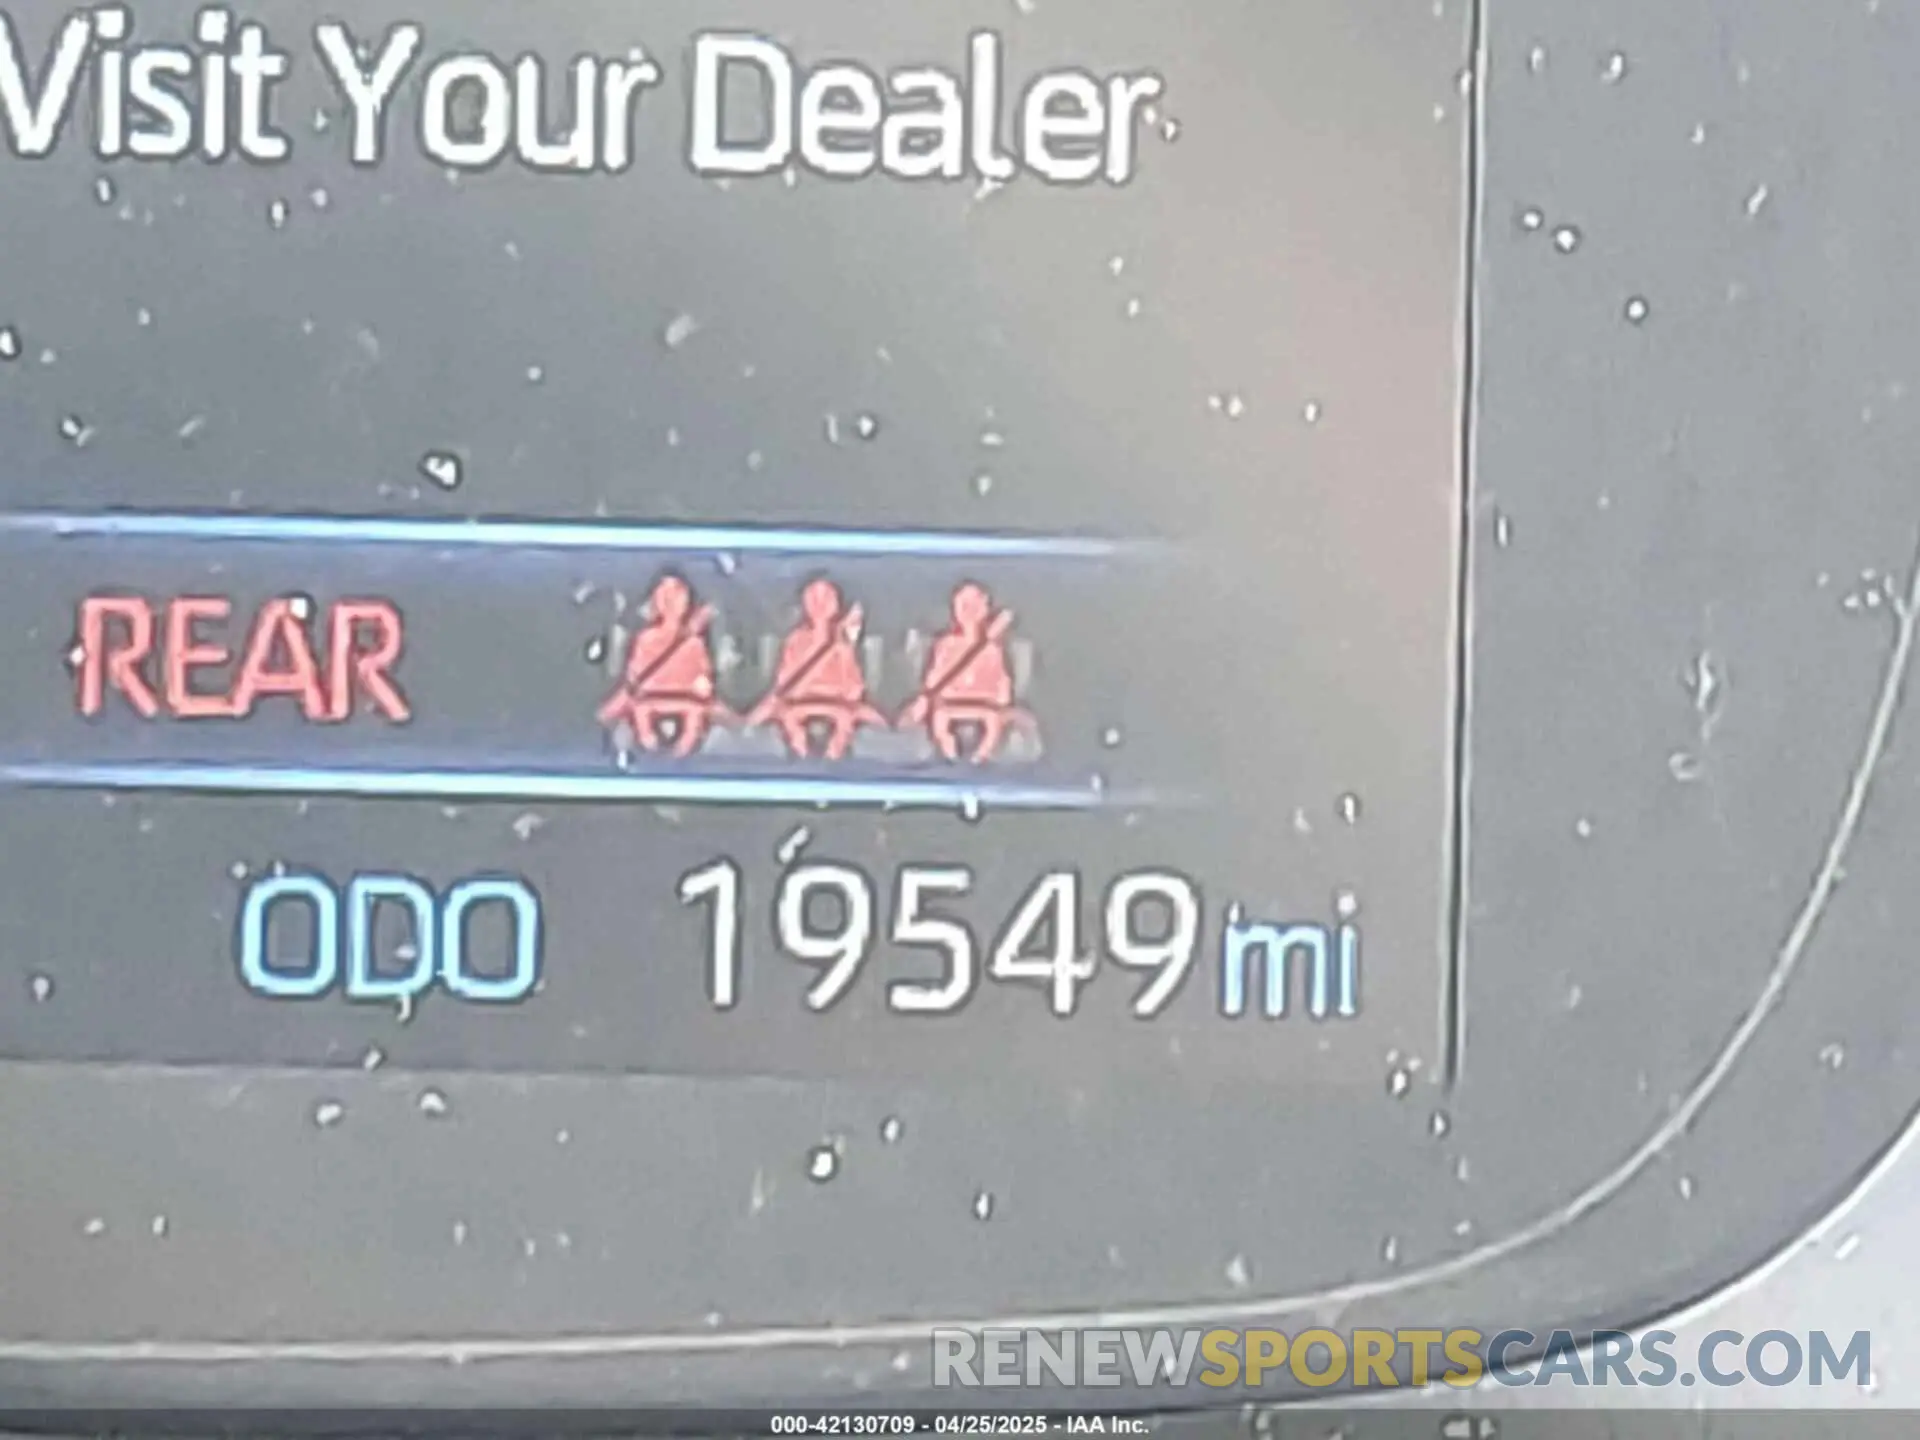 Visit Your Dealer
REAR
ODO 19549 mi
RENEWSPORTSCARS.COM
000-42130709 - 04/25/2025 - IAA Inc.